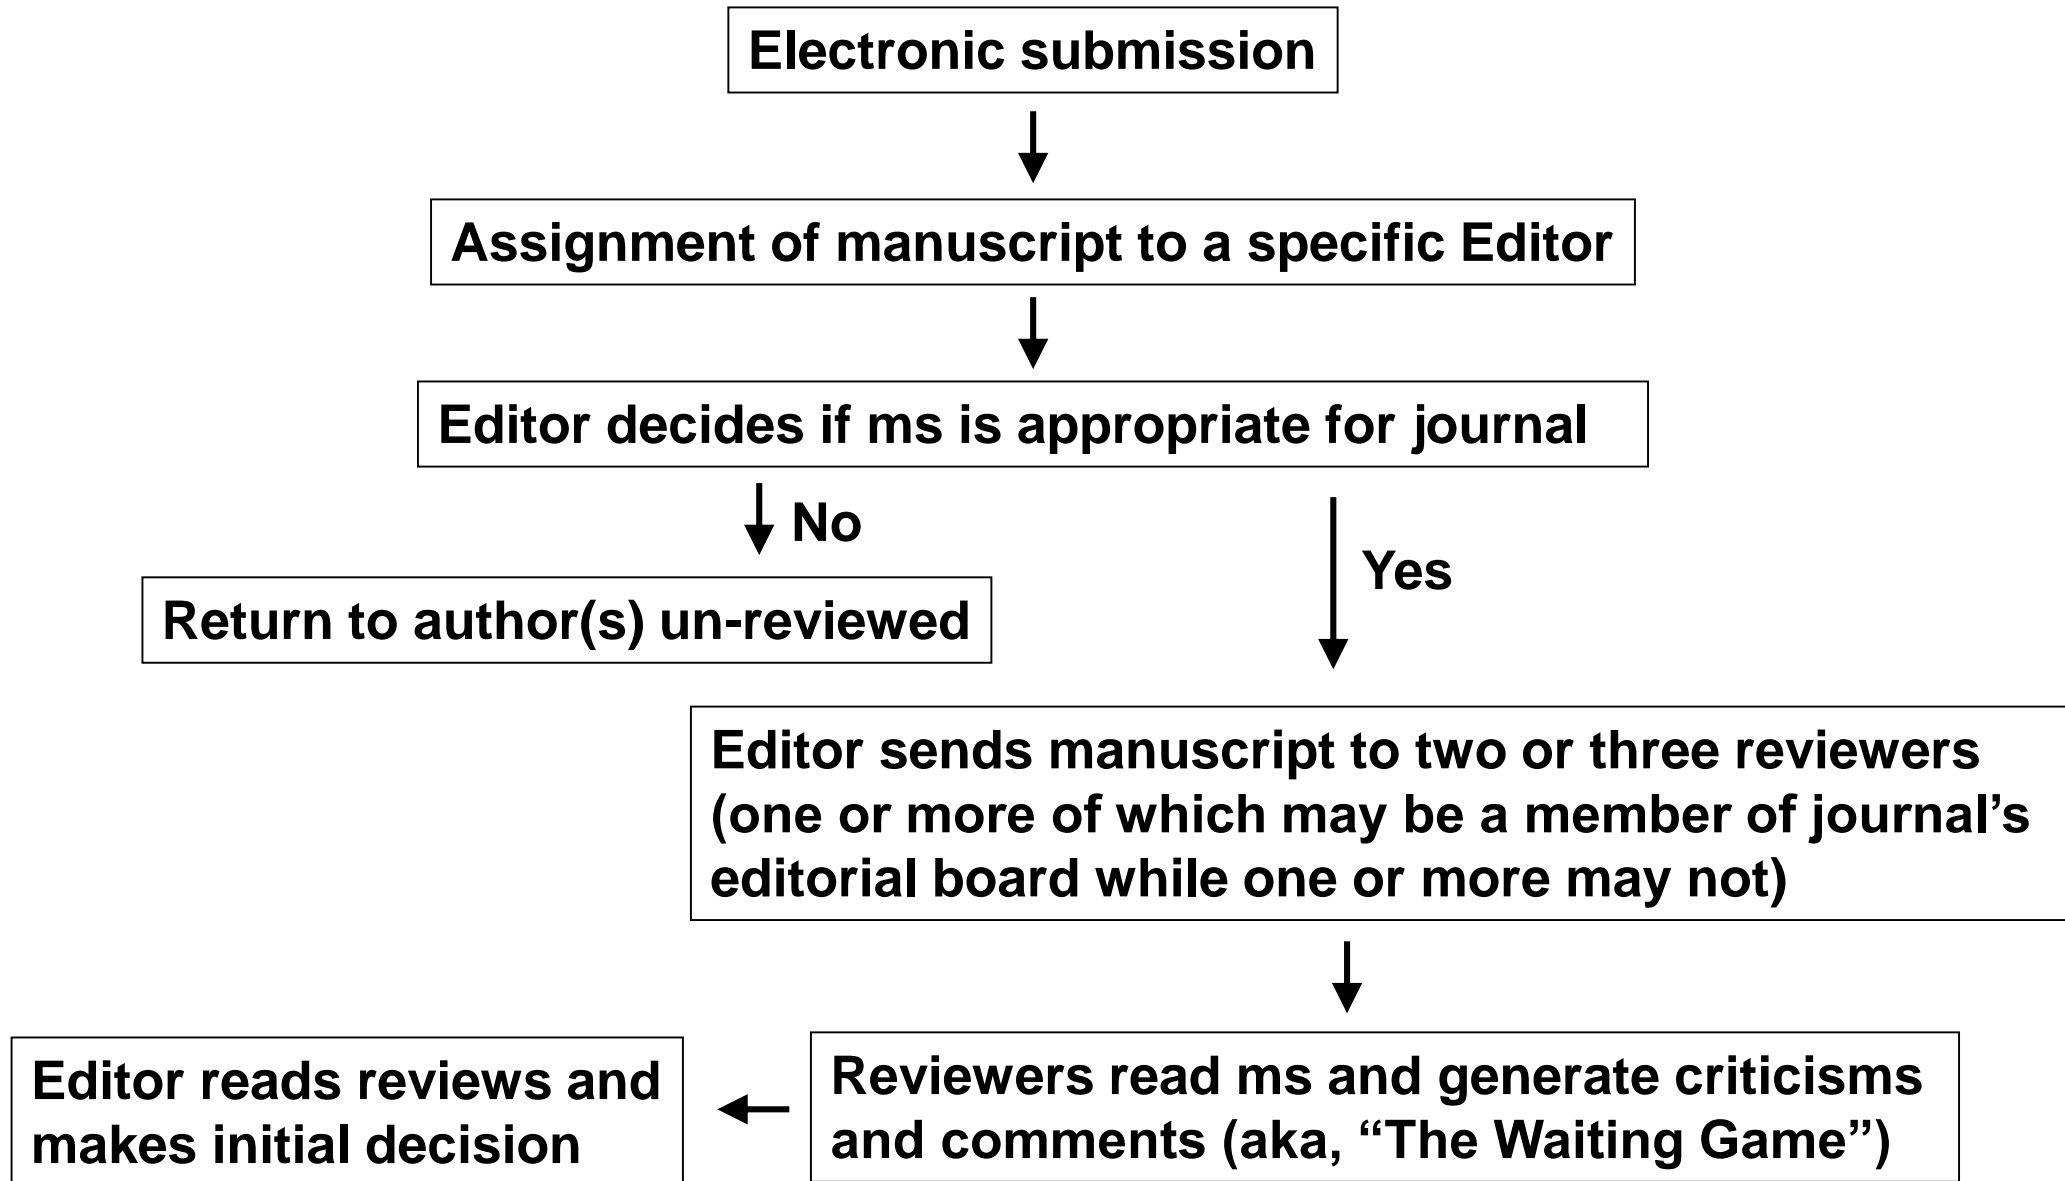 Electronic submission
Assignment of manuscript to a specific Editor
Editor decides if ms is appropriate for journal
No
Yes
Return to author(s) un-reviewed
Editor sends manuscript to two or three reviewers
(one or more of which may be a member of journal’s
editorial board while one or more may not)
Reviewers read ms and generate criticisms
and comments (aka, “The Waiting Game”)
Editor reads reviews and
makes initial decision